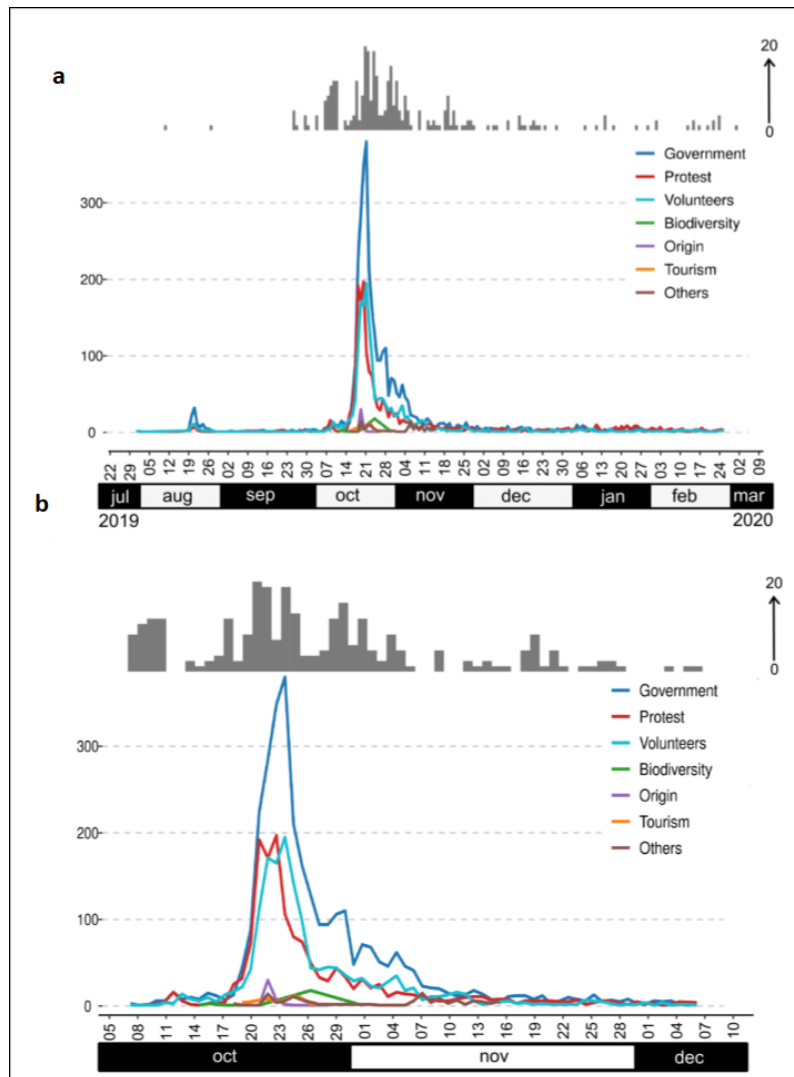 a
20
0
Government
Protest
Volunteers
Biodiversity
Origin
Tourism
Others
300
200
100
0
22 29 05 12 19 26 02 09 16 23 30 07 14 21 28 04 11 18 25 02 09 16 23 30 06 13 20 27 03 10 17 24 02 09
jul aug sep oct nov dec jan feb mar
2019 2020
b
20
0
Government
Protest
Volunteers
Biodiversity
Origin
Tourism
Others
300
200
100
0
05 08 11 14 17 20 23 26 29 01 04 07 10 13 16 19 22 25 28 01 04 07 10
oct nov dec